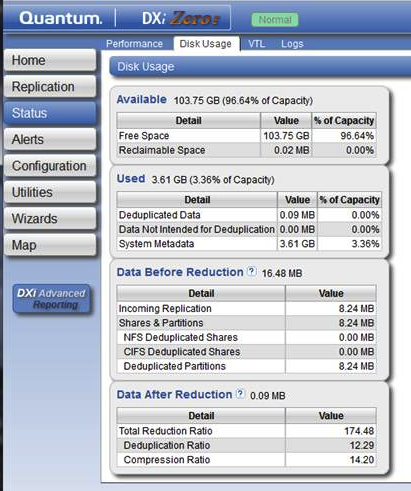 Quantum. DXi Zeros Normal
Performance Disk Usage VTL Logs
Home
Replication
Status
Alerts
Configuration
Utilities
Wizards
Map
DXi Advanced
Reporting
Disk Usage
Available 103.75 GB (96.64% of Capacity)
Detail Value % of Capacity
Free Space 103.75 GB 96.64%
Reclaimable Space 0.02 MB 0.00%
Used 3.61 GB (3.36% of Capacity)
Detail Value % of Capacity
Deduplicated Data 0.09 MB 0.00%
Data Not Intended for Deduplication 0.00 MB 0.00%
System Metadata 3.61 GB 3.36%
Data Before Reduction ? 16.48 MB
Detail Value
Incoming Replication 8.24 MB
Shares & Partitions 8.24 MB
NFS Deduplicated Shares 0.00 MB
CIFS Deduplicated Shares 0.00 MB
Deduplicated Partitions 8.24 MB
Data After Reduction ? 0.09 MB
Detail Value
Total Reduction Ratio 174.48
Deduplication Ratio 12.29
Compression Ratio 14.20